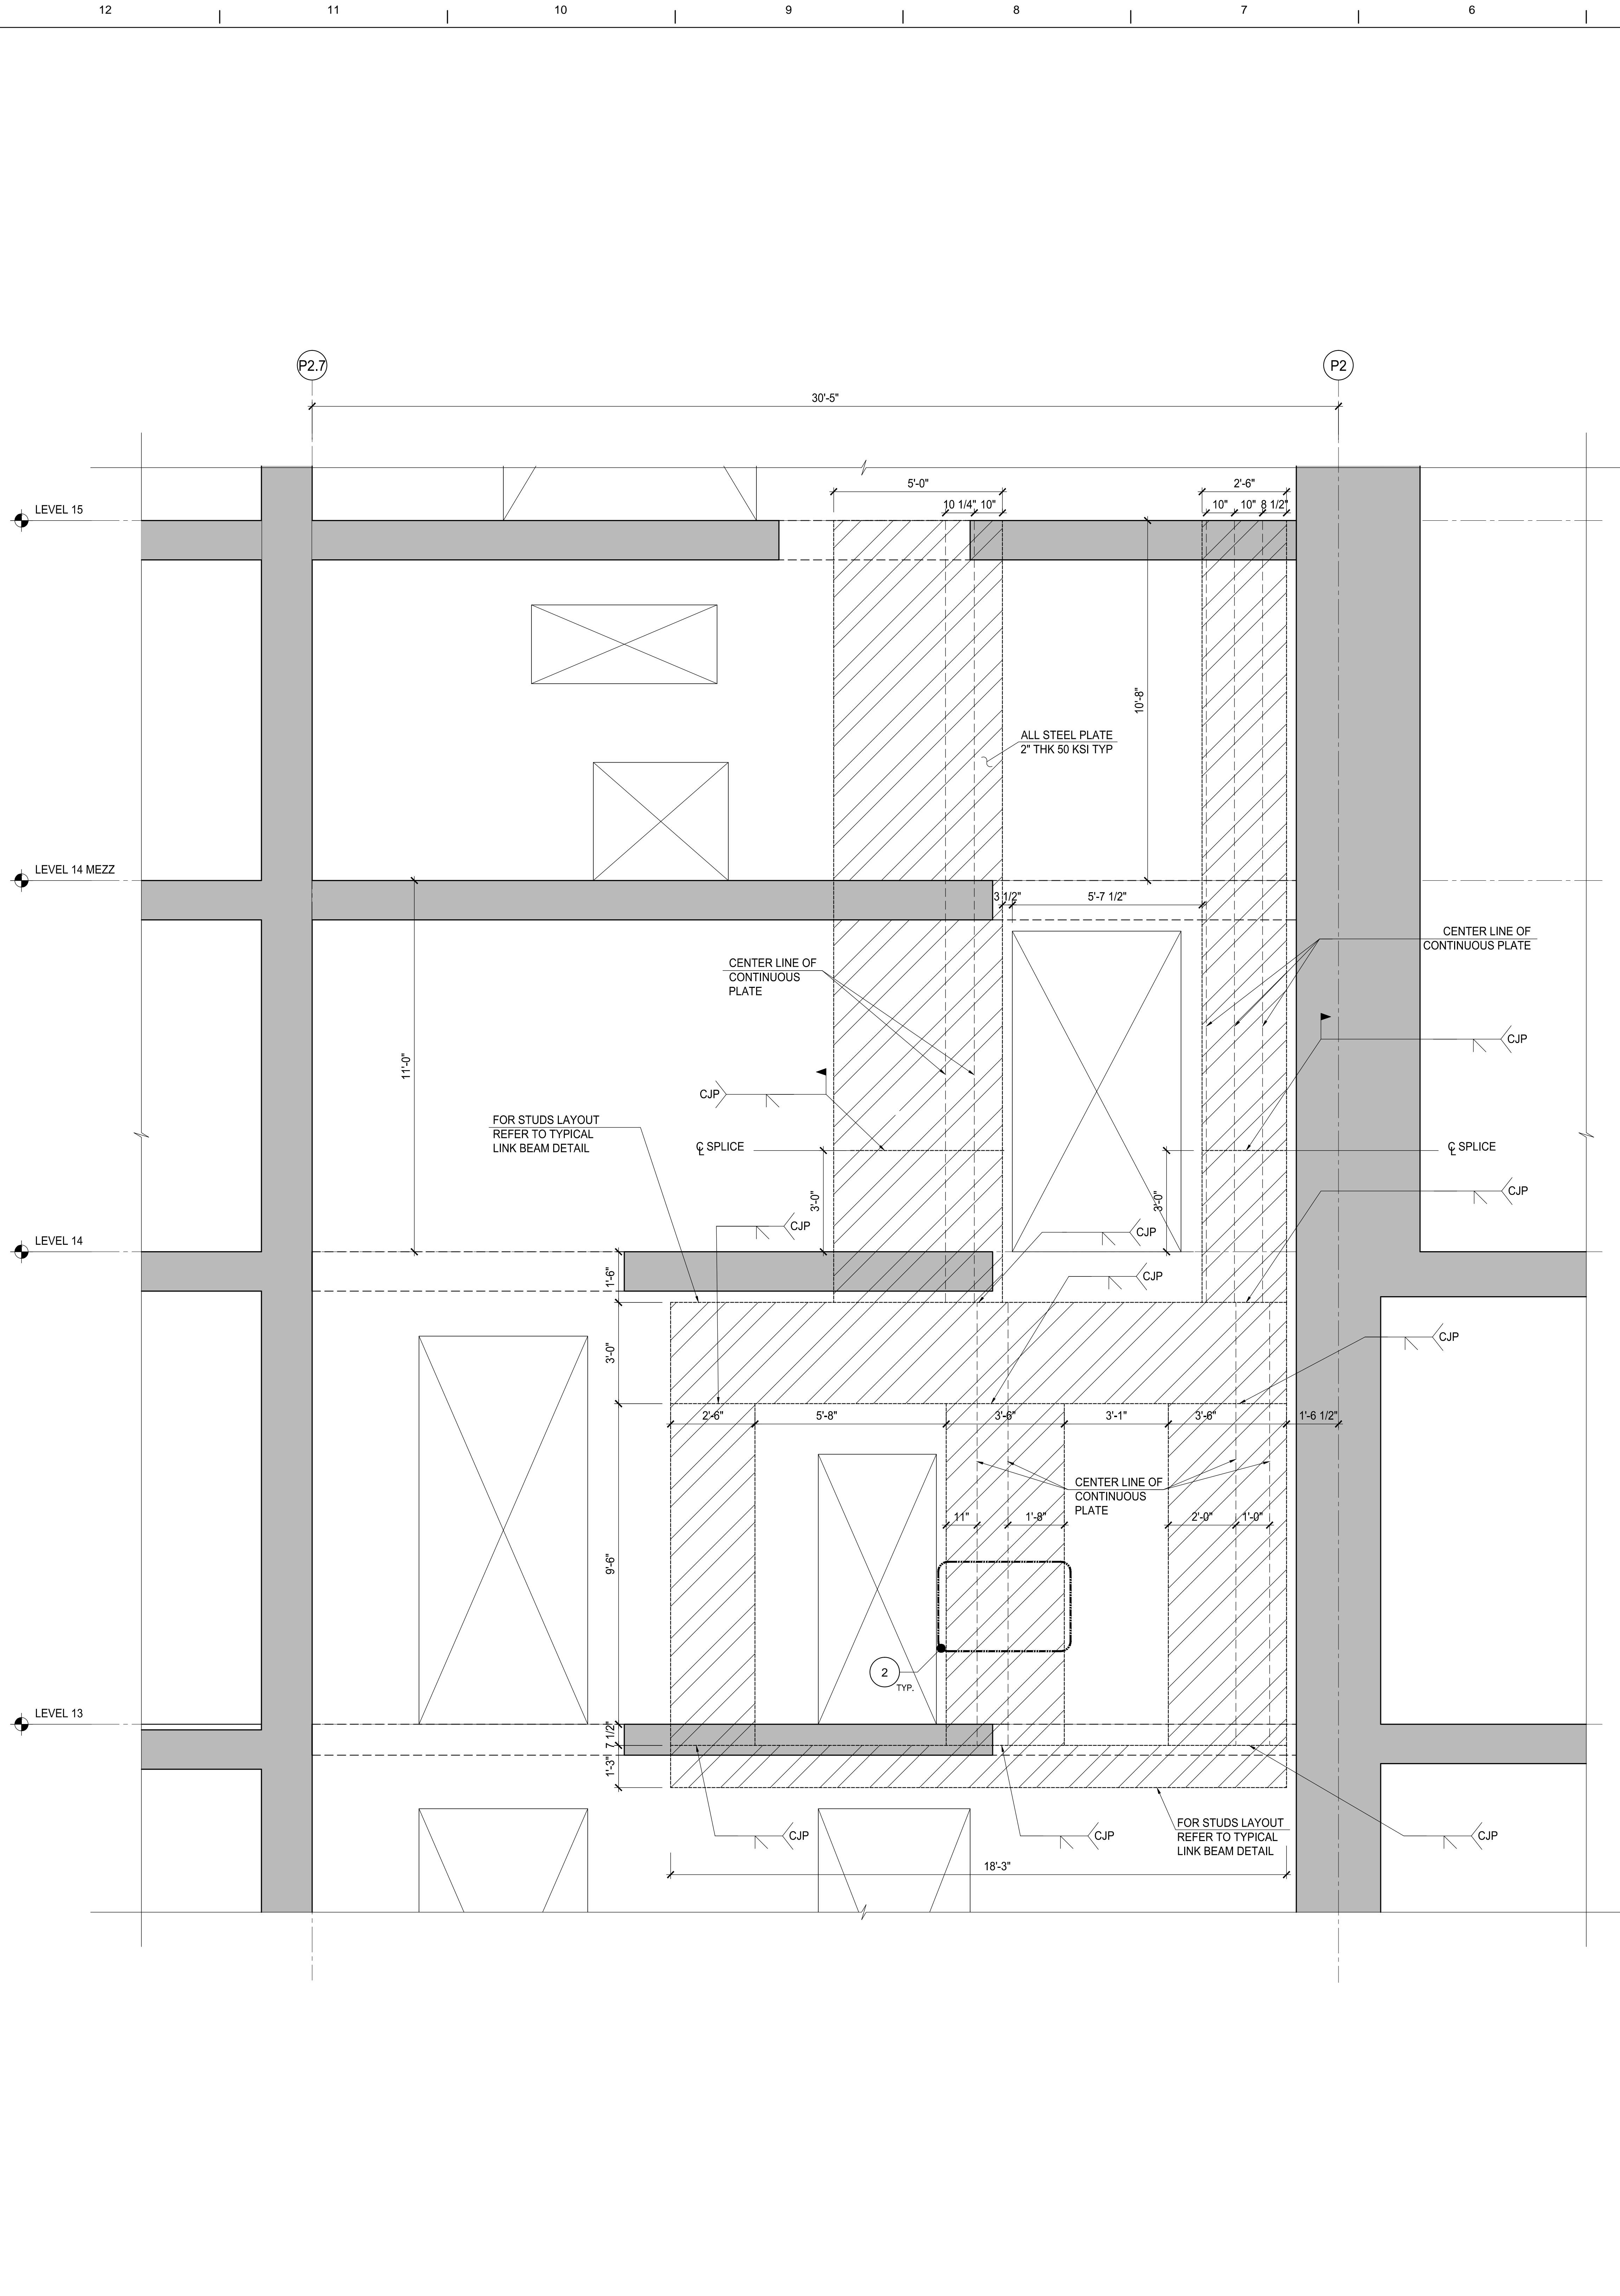 12 11 10 9 8 7 6
P2.7 P2
30'-5"
5'-0" 2'-6"
10 1/4" 10" 10" 10" 8 1/2"
LEVEL 15
10'-8"
ALL STEEL PLATE
2" THK 50 KSI TYP
LEVEL 14 MEZZ
3 1/2" 5'-7 1/2"
CENTER LINE OF
CONTINUOUS PLATE
CENTER LINE OF
CONTINUOUS
PLATE
CJP
11'-0"
CJP
FOR STUDS LAYOUT
REFER TO TYPICAL
LINK BEAM DETAIL
℄ SPLICE ℄ SPLICE
3'-0" 3'-0"
CJP
CJP CJP
LEVEL 14
1'-6"
CJP
CJP
3'-0"
2'-6" 5'-8" 3'-6" 3'-1" 3'-6" 1'-6 1/2"
CENTER LINE OF
CONTINUOUS
PLATE
11" 1'-8" 2'-0" 1'-0"
9'-6"
2
TYP.
LEVEL 13
7 1/2"
1'-3"
FOR STUDS LAYOUT
REFER TO TYPICAL
LINK BEAM DETAIL
CJP CJP CJP
18'-3"